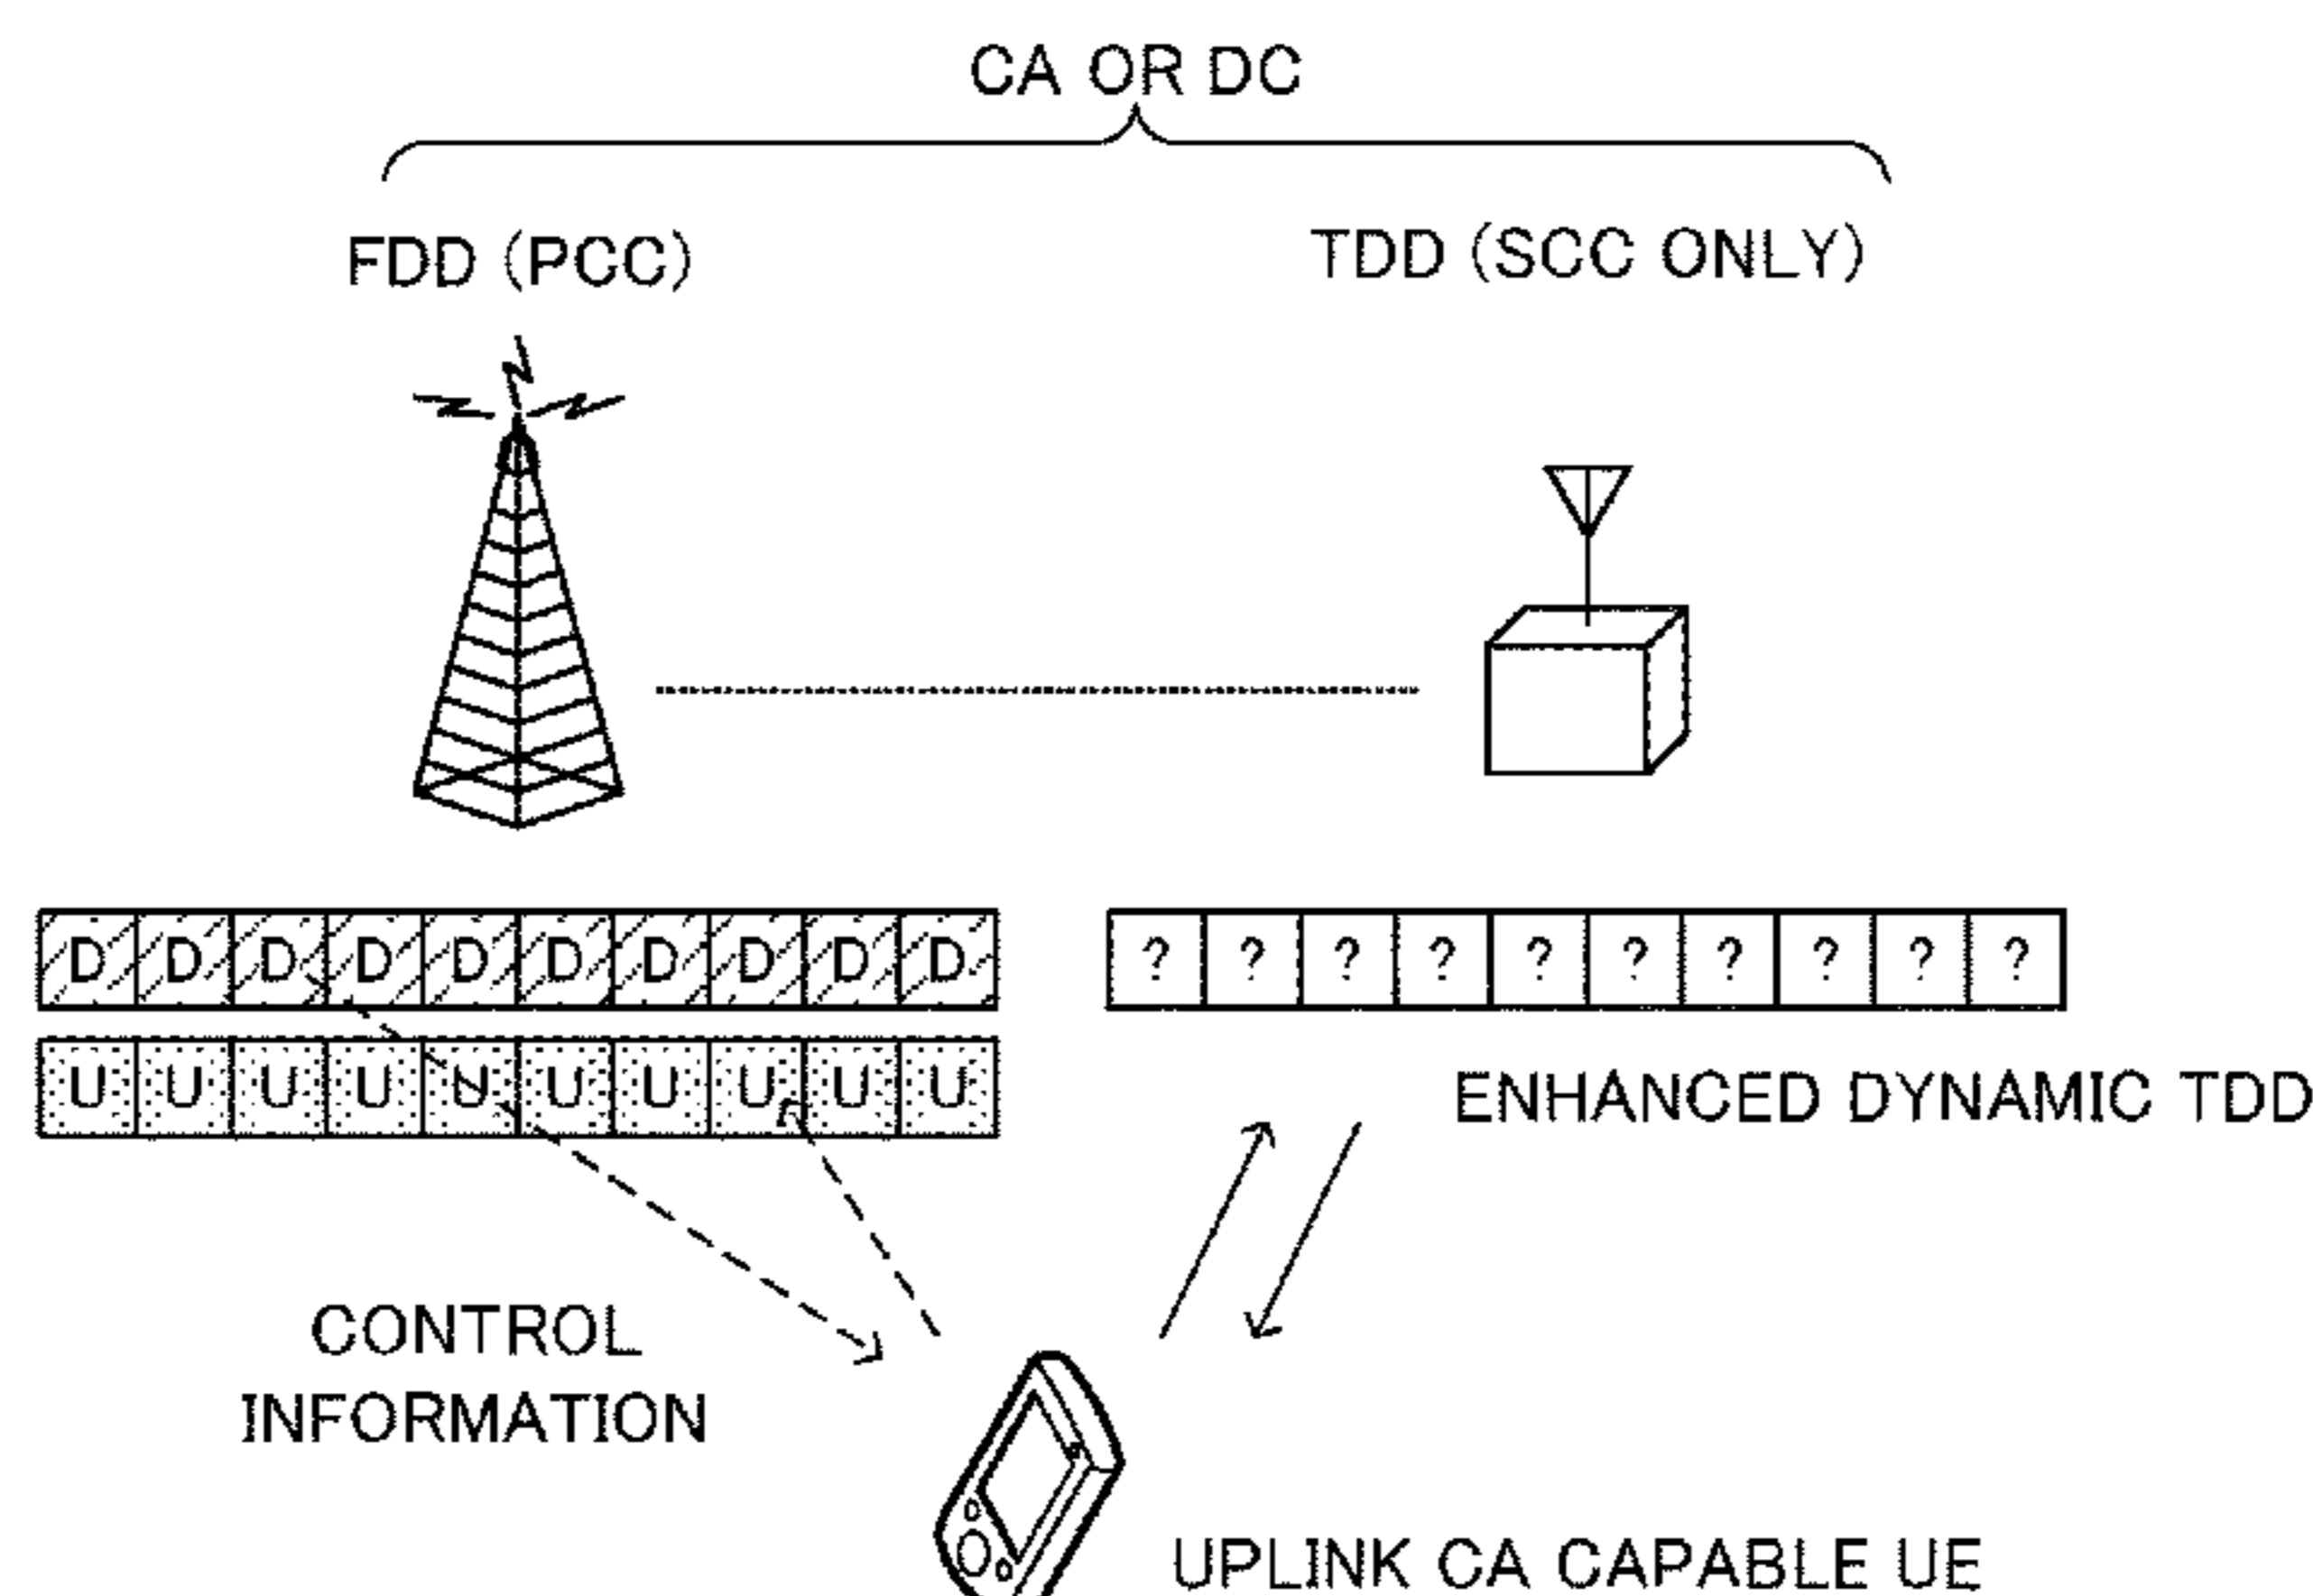 CA OR DC
FDD (PCC)
TDD (SCC ONLY)
D D D D D D D D D D
? ? ? ? ? ? ? ? ? ?
U U U U U U U U U U
ENHANCED DYNAMIC TDD
CONTROL
INFORMATION
UPLINK CA CAPABLE UE